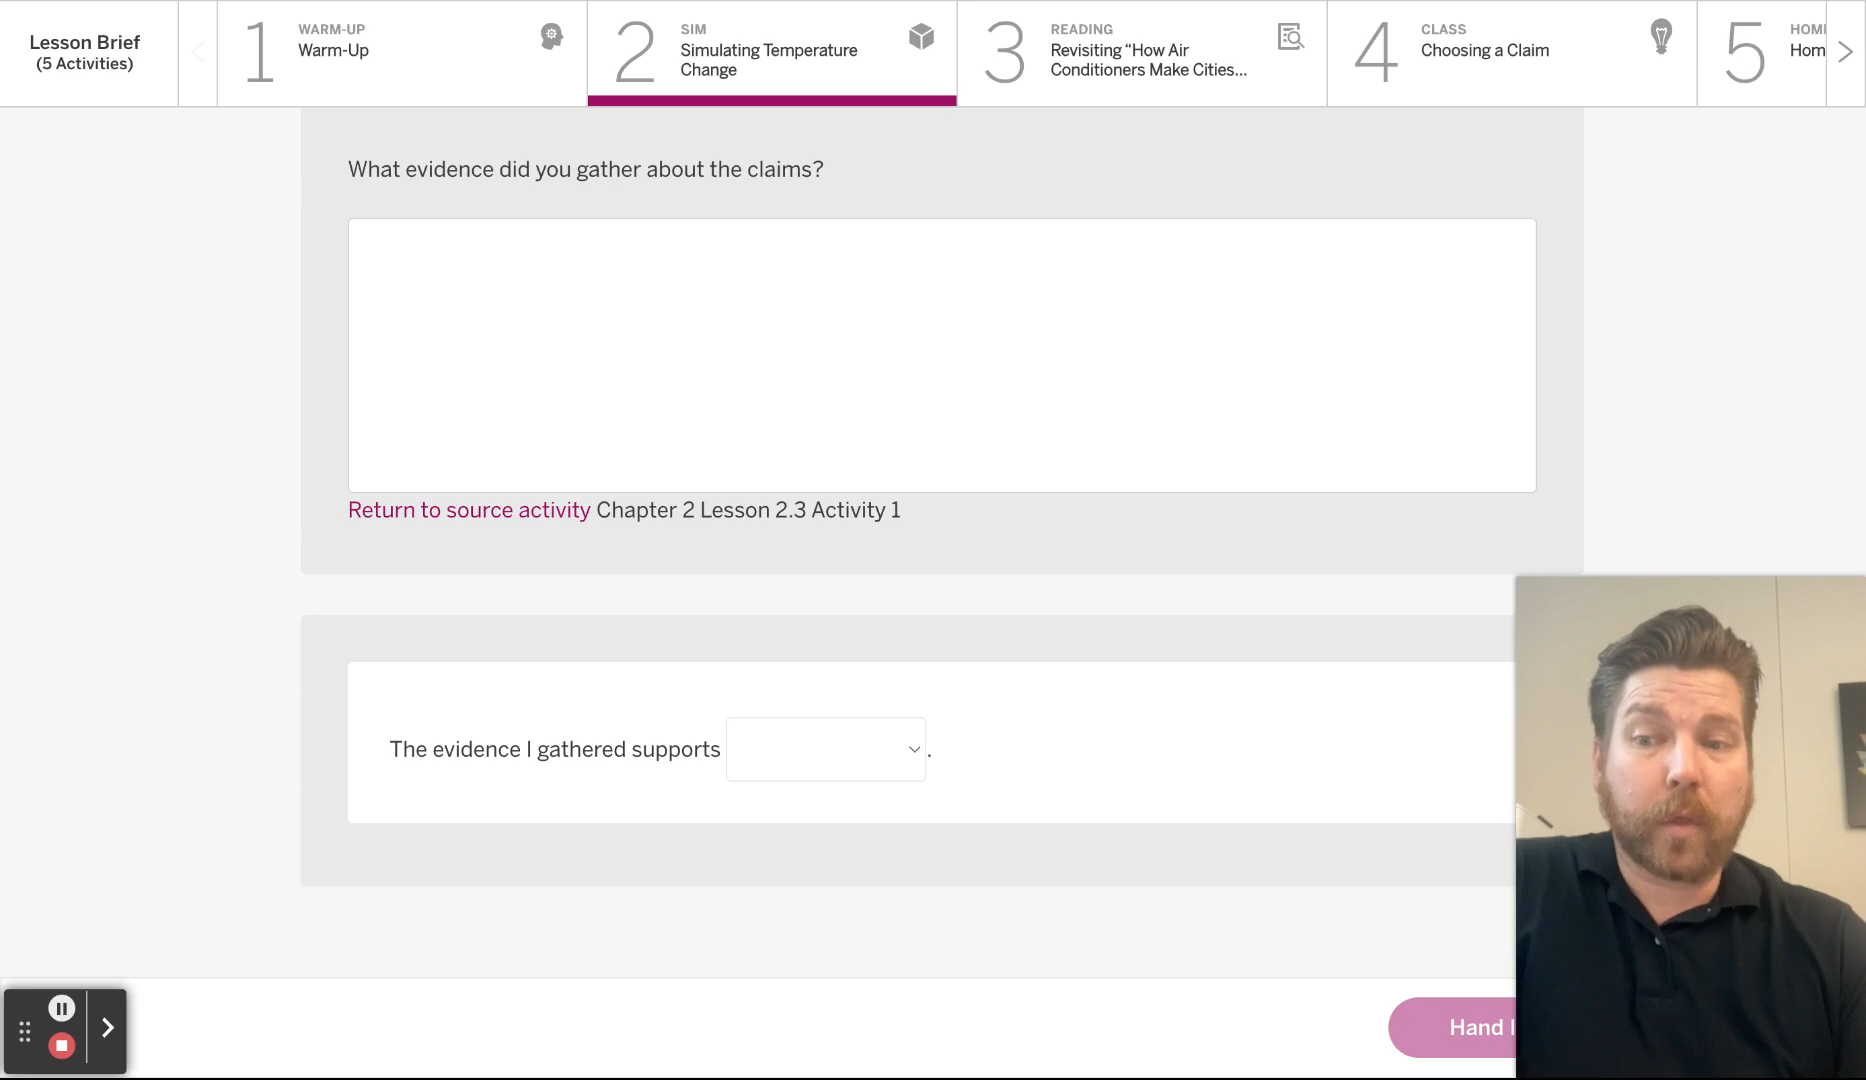 Lesson Brief
(5 Activities)
1
WARM-UP
Warm-Up
2
SIM
Simulating Temperature
Change
3
READING
Revisiting “How Air
Conditioners Make Cities...
4
CLASS
Choosing a Claim
5
HOM
Hom
What evidence did you gather about the claims?
Return to source activity Chapter 2 Lesson 2.3 Activity 1
The evidence I gathered supports .
Hand I